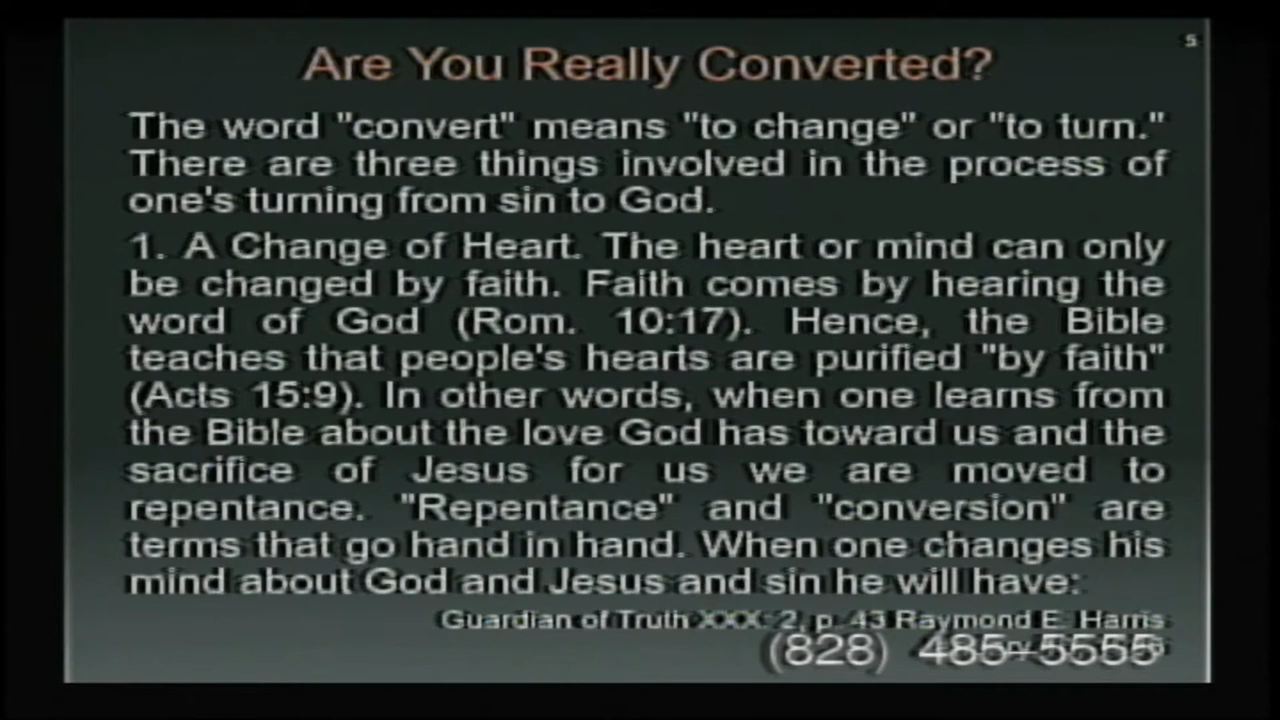 5
Are You Really Converted?
The word "convert" means "to change" or "to turn."
There are three things involved in the process of
one's turning from sin to God.
1. A Change of Heart. The heart or mind can only
be changed by faith. Faith comes by hearing the
word of God (Rom. 10:17). Hence, the Bible
teaches that people's hearts are purified "by faith"
(Acts 15:9). In other words, when one learns from
the Bible about the love God has toward us and the
sacrifice of Jesus for us we are moved to
repentance. "Repentance" and "conversion" are
terms that go hand in hand. When one changes his
mind about God and Jesus and sin he will have:
Guardian of Truth XXX: 2, p. 43 Raymond E. Harris
(828) 485-5555